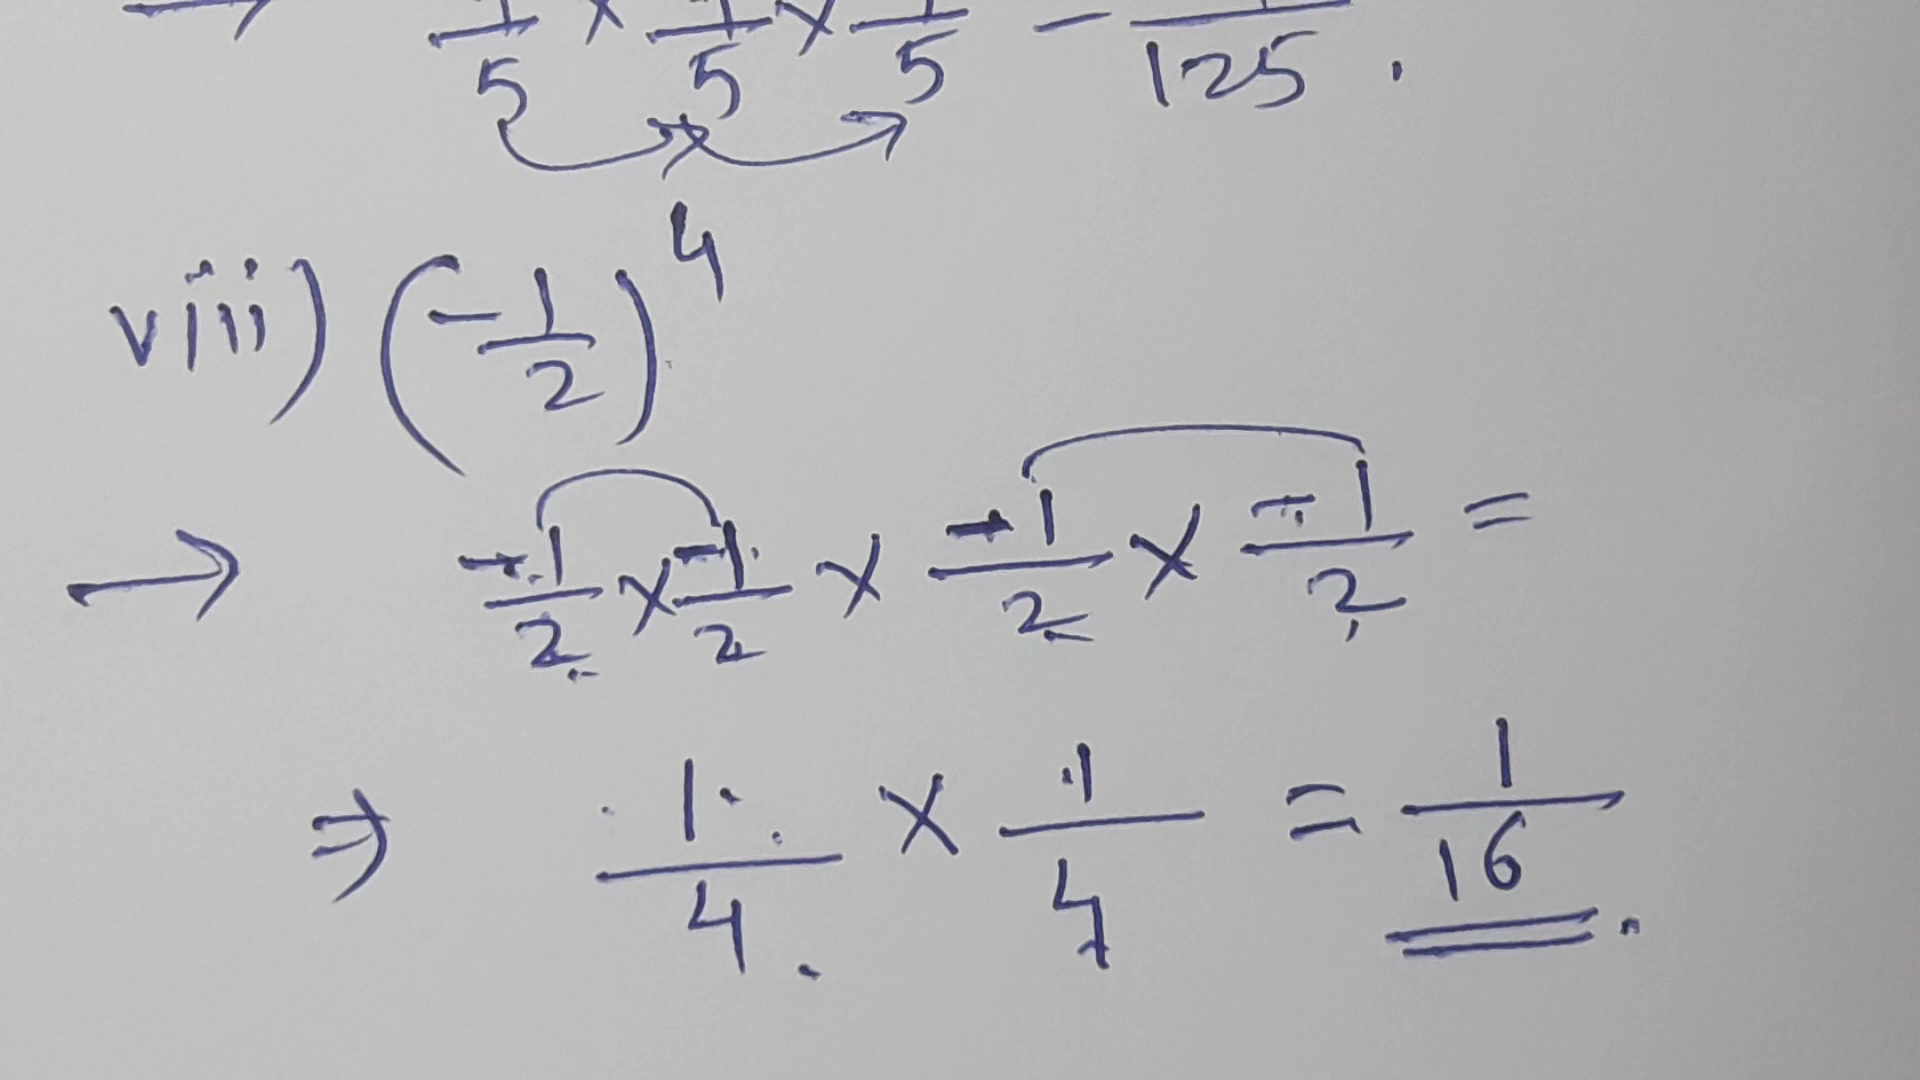 → 1/5 × 1/5 × 1/5 = 1/125 .
viii) (-1/2)^4
→ -1/2 × -1/2 × -1/2 × -1/2 =
⇒ 1/4 × 1/4 = 1/16 .